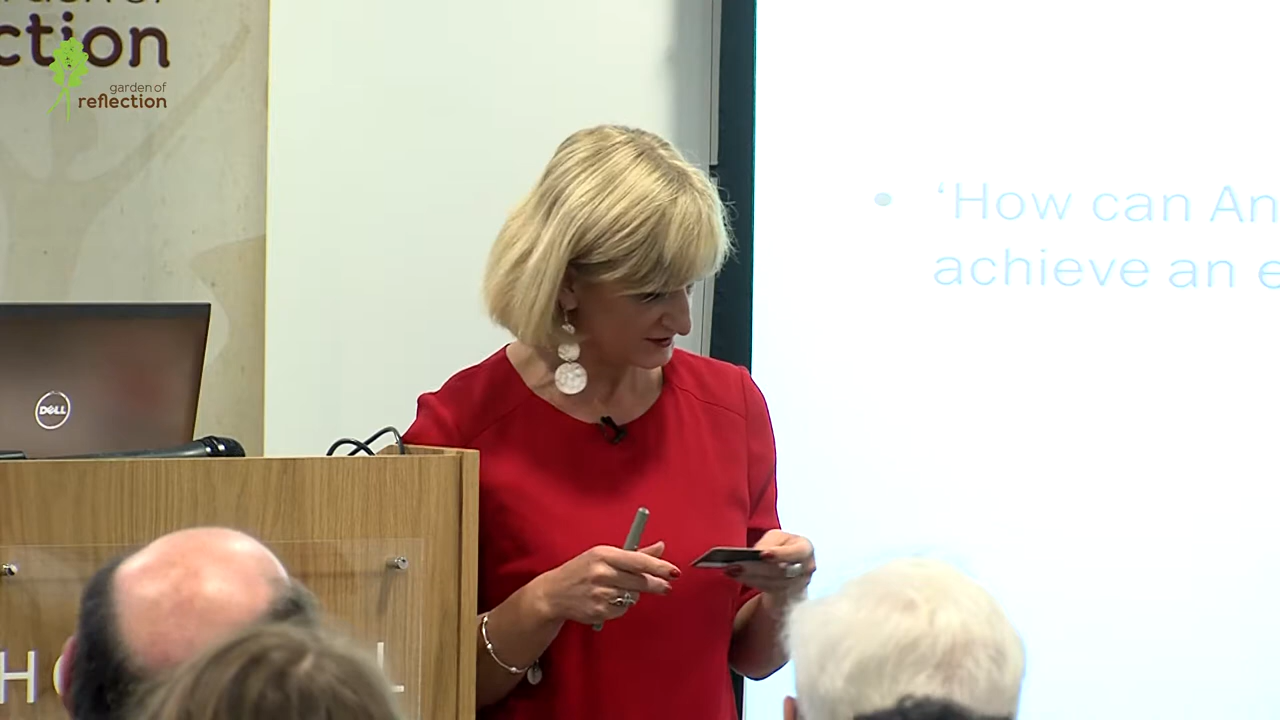 ction
garden of
reflection
DELL
‘How can An
achieve an e